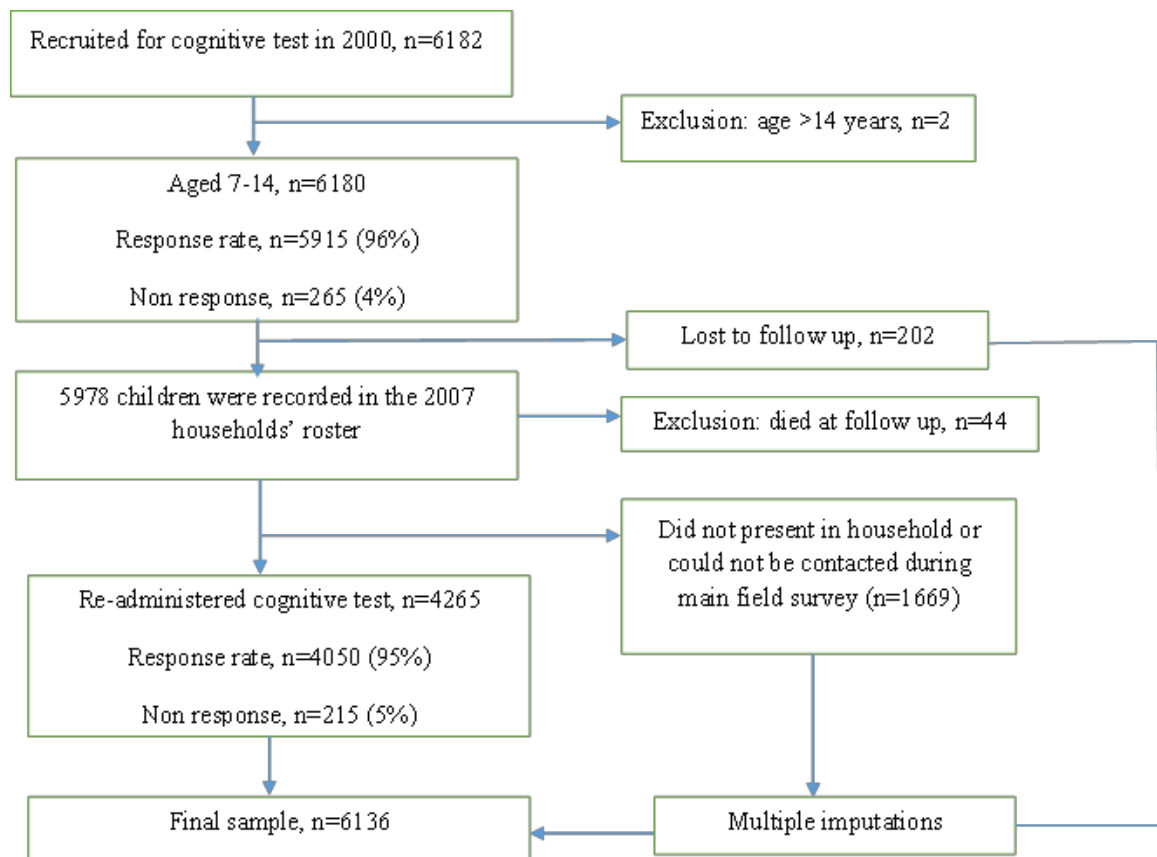 Recruited for cognitive test in 2000, n=6182
Exclusion: age >14 years, n=2
Aged 7-14, n=6180
Response rate, n=5915 (96%)
Non response, n=265 (4%)
Lost to follow up, n=202
5978 children were recorded in the 2007
households’ roster
Exclusion: died at follow up, n=44
Did not present in household or
could not be contacted during
main field survey (n=1669)
Re-administered cognitive test, n=4265
Response rate, n=4050 (95%)
Non response, n=215 (5%)
Final sample, n=6136
Multiple imputations